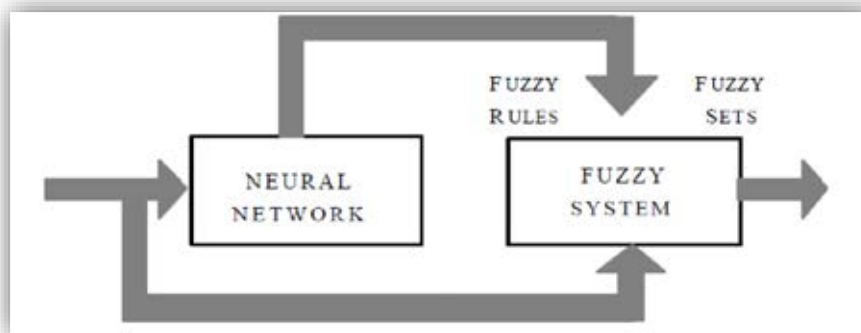 FUZZY
RULES
FUZZY
SETS
NEURAL
NETWORK
FUZZY
SYSTEM